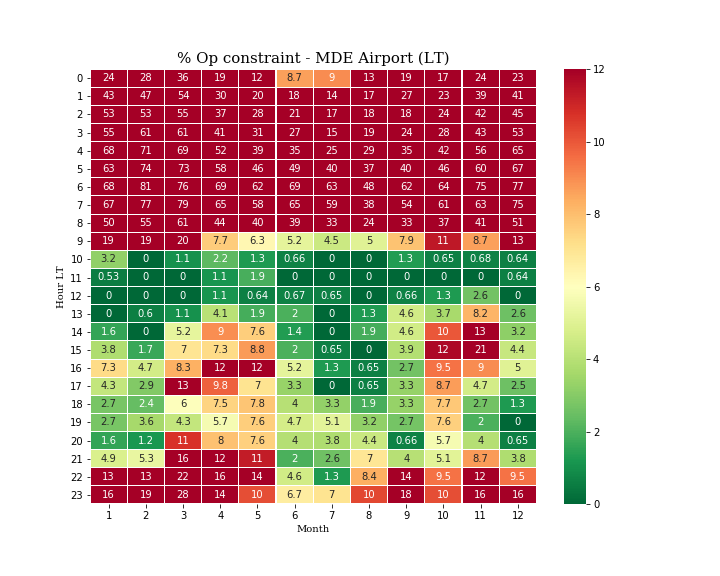 % Op constraint - MDE Airport (LT)
0 24 28 36 19 12 8.7 9 13 19 17 24 23
1 43 47 54 30 20 18 14 17 27 23 39 41
2 53 53 55 37 28 21 17 18 18 24 42 45
3 55 61 61 41 31 27 15 19 24 28 43 53
4 68 71 69 52 39 35 25 29 35 42 56 65
5 63 74 73 58 46 49 40 37 40 46 60 67
6 68 81 76 69 62 69 63 48 62 64 75 77
7 67 77 79 65 58 65 59 38 54 61 63 75
8 50 55 61 44 40 39 33 24 33 37 41 51
9 19 19 20 7.7 6.3 5.2 4.5 5 7.9 11 8.7 13
10 3.2 0 1.1 2.2 1.3 0.66 0 0 1.3 0.65 0.68 0.64
11 0.53 0 0 1.1 1.9 0 0 0 0 0 0 0.64
12 0 0 0 1.1 0.64 0.67 0.65 0 0.66 1.3 2.6 0
13 0 0.6 1.1 4.1 1.9 2 0 1.3 4.6 3.7 8.2 2.6
14 1.6 0 5.2 9 7.6 1.4 0 1.9 4.6 10 13 3.2
15 3.8 1.7 7 7.3 8.8 2 0.65 0 3.9 12 21 4.4
16 7.3 4.7 8.3 12 12 5.2 1.3 0.65 2.7 9.5 9 5
17 4.3 2.9 13 9.8 7 3.3 0 0.65 3.3 8.7 4.7 2.5
18 2.7 2.4 6 7.5 7.8 4 3.3 1.9 3.3 7.7 2.7 1.3
19 2.7 3.6 4.3 5.7 7.6 4.7 5.1 3.2 2.7 7.6 2 0
20 1.6 1.2 11 8 7.6 4 3.8 4.4 0.66 5.7 4 0.65
21 4.9 5.3 16 12 11 2 2.6 7 4 5.1 8.7 3.8
22 13 13 22 16 14 4.6 1.3 8.4 14 9.5 12 9.5
23 16 19 28 14 10 6.7 7 10 18 10 16 16
1 2 3 4 5 6 7 8 9 10 11 12
Month
Hour LT
12
10
8
6
4
2
0